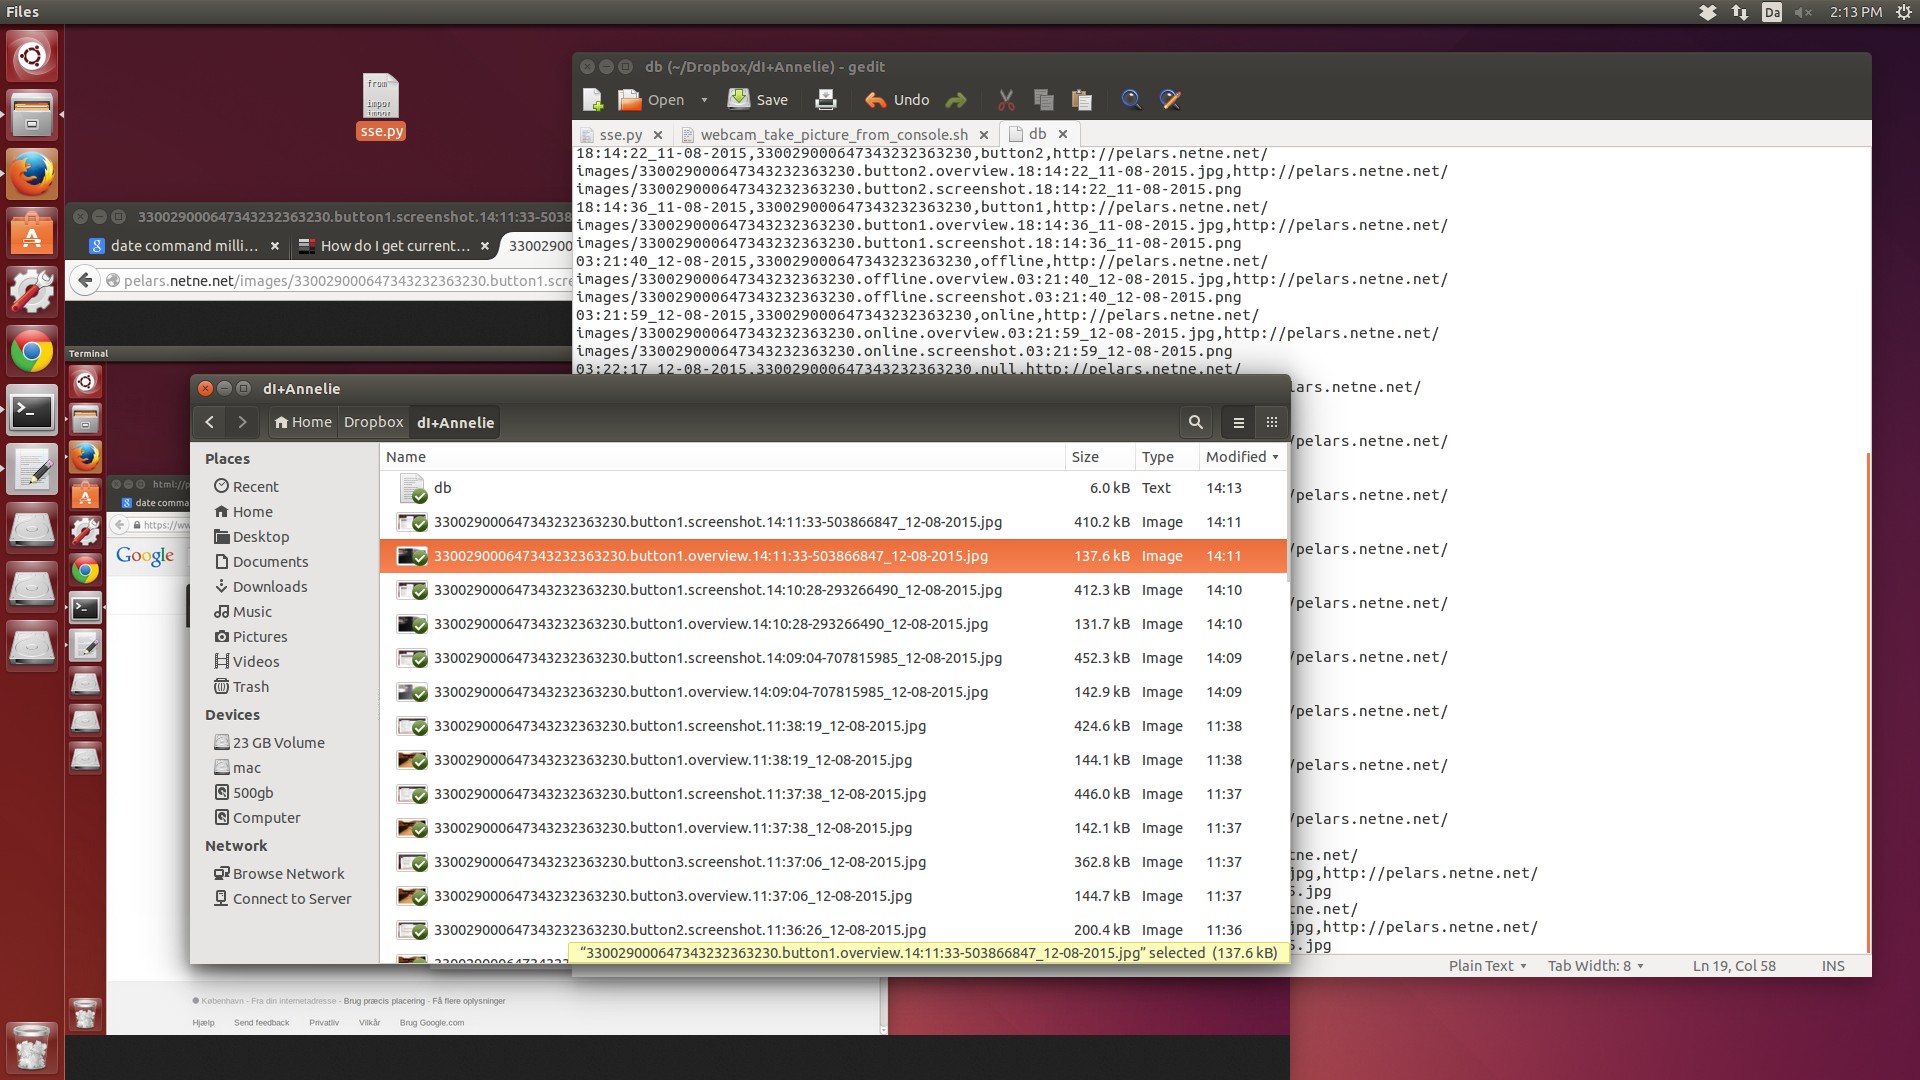 Files
Da
2:13 PM
from
impor
impor
sse.py
db (~/Dropbox/dI+Annelie) - gedit
Open
Save
Undo
sse.py
webcam_take_picture_from_console.sh
db
18:14:22_11-08-2015,330029000647343232363230,button2,http://pelars.netne.net/
images/330029000647343232363230.button2.overview.18:14:22_11-08-2015.jpg,http://pelars.netne.net/
images/330029000647343232363230.button2.screenshot.18:14:22_11-08-2015.png
18:14:36_11-08-2015,330029000647343232363230,button1,http://pelars.netne.net/
images/330029000647343232363230.button1.overview.18:14:36_11-08-2015.jpg,http://pelars.netne.net/
images/330029000647343232363230.button1.screenshot.18:14:36_11-08-2015.png
03:21:40_12-08-2015,330029000647343232363230,offline,http://pelars.netne.net/
images/330029000647343232363230.offline.overview.03:21:40_12-08-2015.jpg,http://pelars.netne.net/
images/330029000647343232363230.offline.screenshot.03:21:40_12-08-2015.png
03:21:59_12-08-2015,330029000647343232363230,online,http://pelars.netne.net/
images/330029000647343232363230.online.overview.03:21:59_12-08-2015.jpg,http://pelars.netne.net/
images/330029000647343232363230.online.screenshot.03:21:59_12-08-2015.png
03:22:17_12-08-2015,330029000647343232363230,null,http://pelars.netne.net/
lars.netne.net/
/pelars.netne.net/
/pelars.netne.net/
/pelars.netne.net/
/pelars.netne.net/
/pelars.netne.net/
/pelars.netne.net/
/pelars.netne.net/
/pelars.netne.net/
tne.net/
jpg,http://pelars.netne.net/
5.jpg
tne.net/
jpg,http://pelars.netne.net/
5.jpg
Plain Text
Tab Width: 8
Ln 19, Col 58
INS
330029000647343232363230.button1.screenshot.14:11:33-5038
date command milli...
How do I get current...
3300290
pelars.netne.net/images/330029000647343232363230.button1.scre
Terminal
html://p
date comma
https://ww
Google
dI+Annelie
Home
Dropbox
dI+Annelie
Places
Recent
Home
Desktop
Documents
Downloads
Music
Pictures
Videos
Trash
Devices
23 GB Volume
mac
500gb
Computer
Network
Browse Network
Connect to Server
Name Size Type Modified
db 6.0 kB Text 14:13
330029000647343232363230.button1.screenshot.14:11:33-503866847_12-08-2015.jpg 410.2 kB Image 14:11
330029000647343232363230.button1.overview.14:11:33-503866847_12-08-2015.jpg 137.6 kB Image 14:11
330029000647343232363230.button1.screenshot.14:10:28-293266490_12-08-2015.jpg 412.3 kB Image 14:10
330029000647343232363230.button1.overview.14:10:28-293266490_12-08-2015.jpg 131.7 kB Image 14:10
330029000647343232363230.button1.screenshot.14:09:04-707815985_12-08-2015.jpg 452.3 kB Image 14:09
330029000647343232363230.button1.overview.14:09:04-707815985_12-08-2015.jpg 142.9 kB Image 14:09
330029000647343232363230.button1.screenshot.11:38:19_12-08-2015.jpg 424.6 kB Image 11:38
330029000647343232363230.button1.overview.11:38:19_12-08-2015.jpg 144.1 kB Image 11:38
330029000647343232363230.button1.screenshot.11:37:38_12-08-2015.jpg 446.0 kB Image 11:37
330029000647343232363230.button1.overview.11:37:38_12-08-2015.jpg 142.1 kB Image 11:37
330029000647343232363230.button3.screenshot.11:37:06_12-08-2015.jpg 362.8 kB Image 11:37
330029000647343232363230.button3.overview.11:37:06_12-08-2015.jpg 144.7 kB Image 11:37
330029000647343232363230.button2.screenshot.11:36:26_12-08-2015.jpg 200.4 kB Image 11:36
“330029000647343232363230.button1.overview.14:11:33-503866847_12-08-2015.jpg” selected (137.6 kB)
København - Fra din internetadresse - Brug præcis placering - Få flere oplysninger
Hjælp Send feedback Privatliv Vilkår Brug Google.com